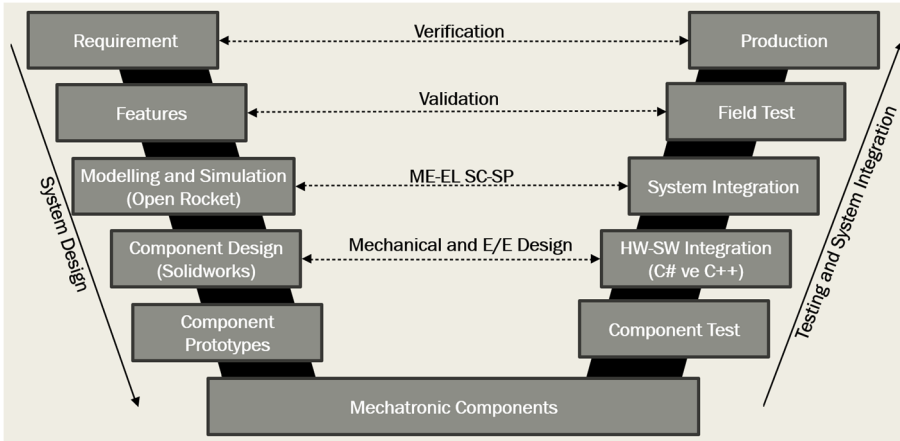 Requirement
Verification
Production
Features
Validation
Field Test
Modelling and Simulation
(Open Rocket)
ME-EL SC-SP
System Integration
Component Design
(Solidworks)
Mechanical and E/E Design
HW-SW Integration
(C# ve C++)
Component
Prototypes
Component Test
Mechatronic Components
System Design
Testing and System Integration